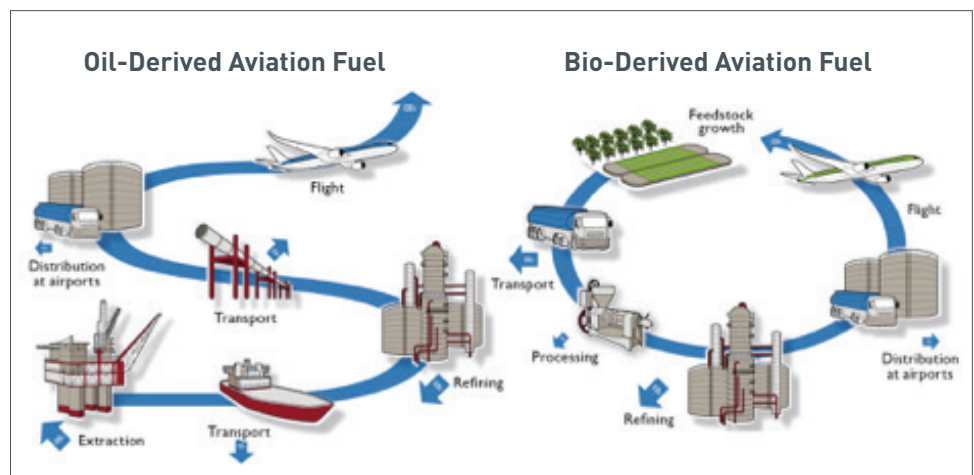 Oil-Derived Aviation Fuel
Flight
Distribution
at airports
Transport
Refining
Extraction
Transport
Bio-Derived Aviation Fuel
Feedstock
growth
Flight
Transport
Processing
Refining
Distribution
at airports